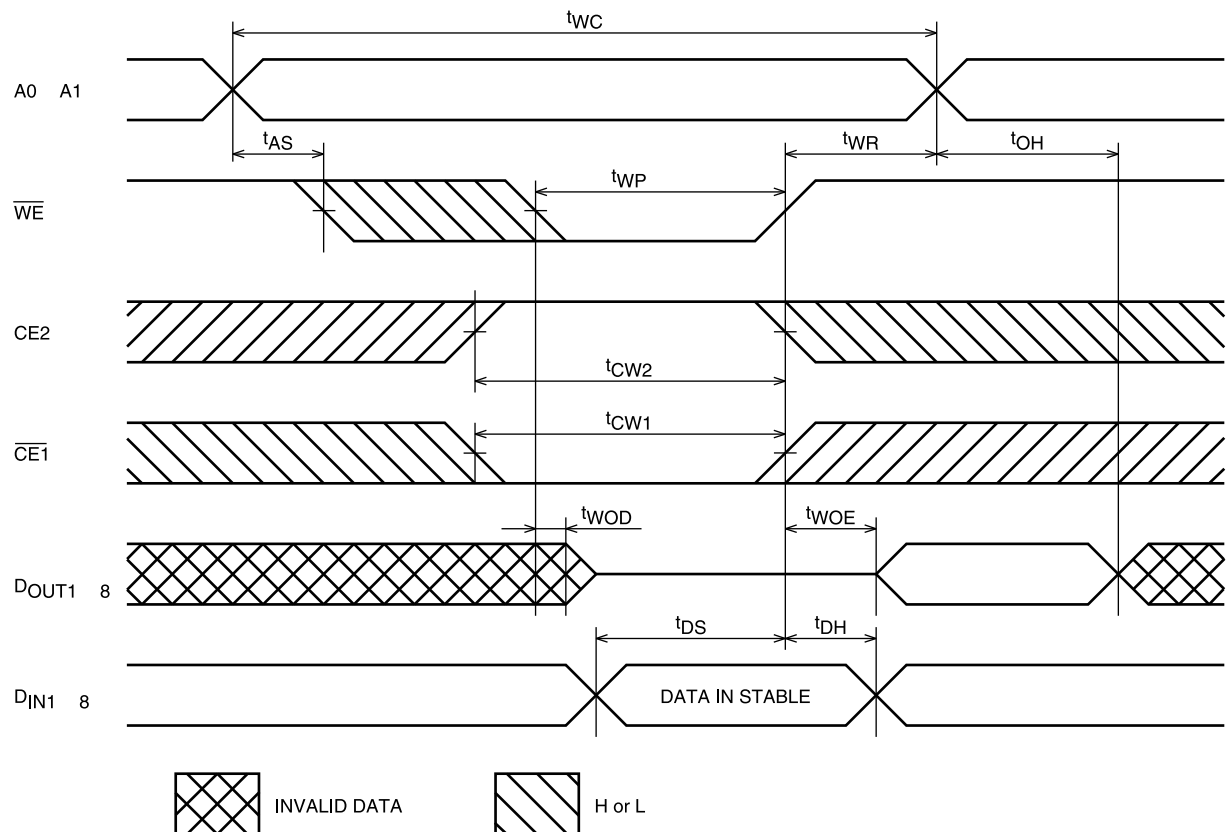 tWC
A0 A1
tAS
tWR
tOH
tWP
WE
CE2
tCW2
tCW1
CE1
tWOD
tWOE
DOUT1 8
tDS
tDH
DIN1 8
DATA IN STABLE
INVALID DATA
H or L